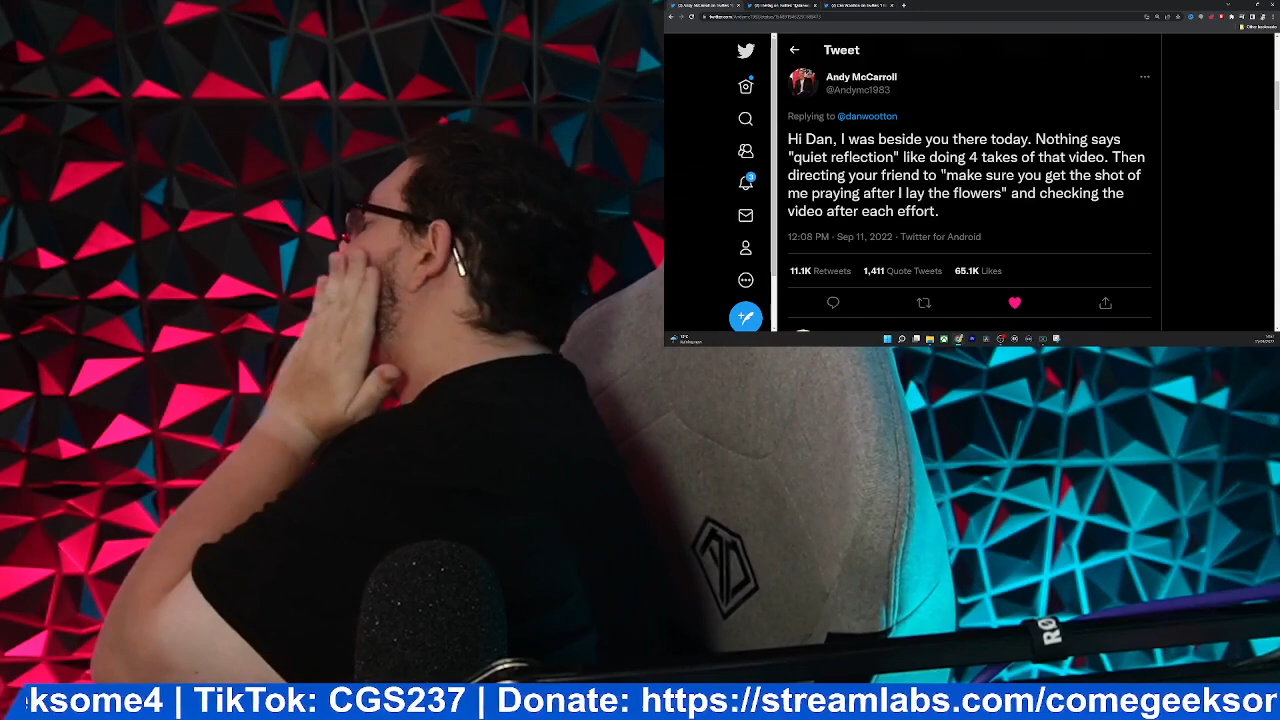 Tweet
Andy McCarroll
@Andymc1983
Replying to @danwootton
Hi Dan, I was beside you there today. Nothing says
"quiet reflection" like doing 4 takes of that video. Then
directing your friend to "make sure you get the shot of
me praying after I lay the flowers" and checking the
video after each effort.
12:08 PM · Sep 11, 2022 · Twitter for Android
11.1K Retweets 1,411 Quote Tweets 65.1K Likes
3
RØ
ksome4 | TikTok: CGS237 | Donate: https://streamlabs.com/comegeeksor